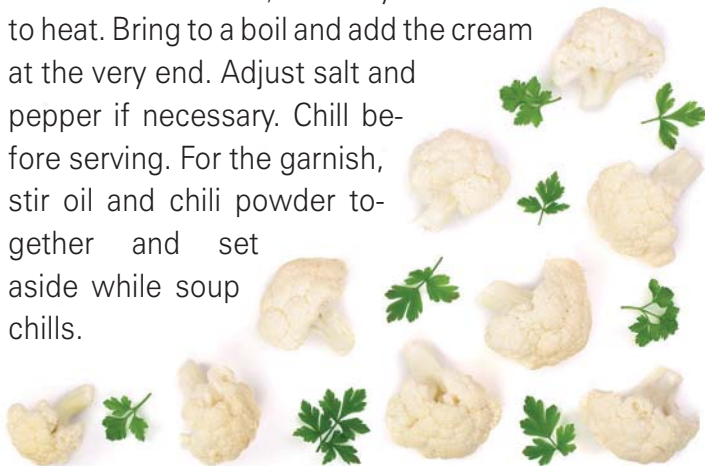 to heat. Bring to a boil and add the cream
at the very end. Adjust salt and
pepper if necessary. Chill be-
fore serving. For the garnish,
stir oil and chili powder to-
gether and set
aside while soup
chills.